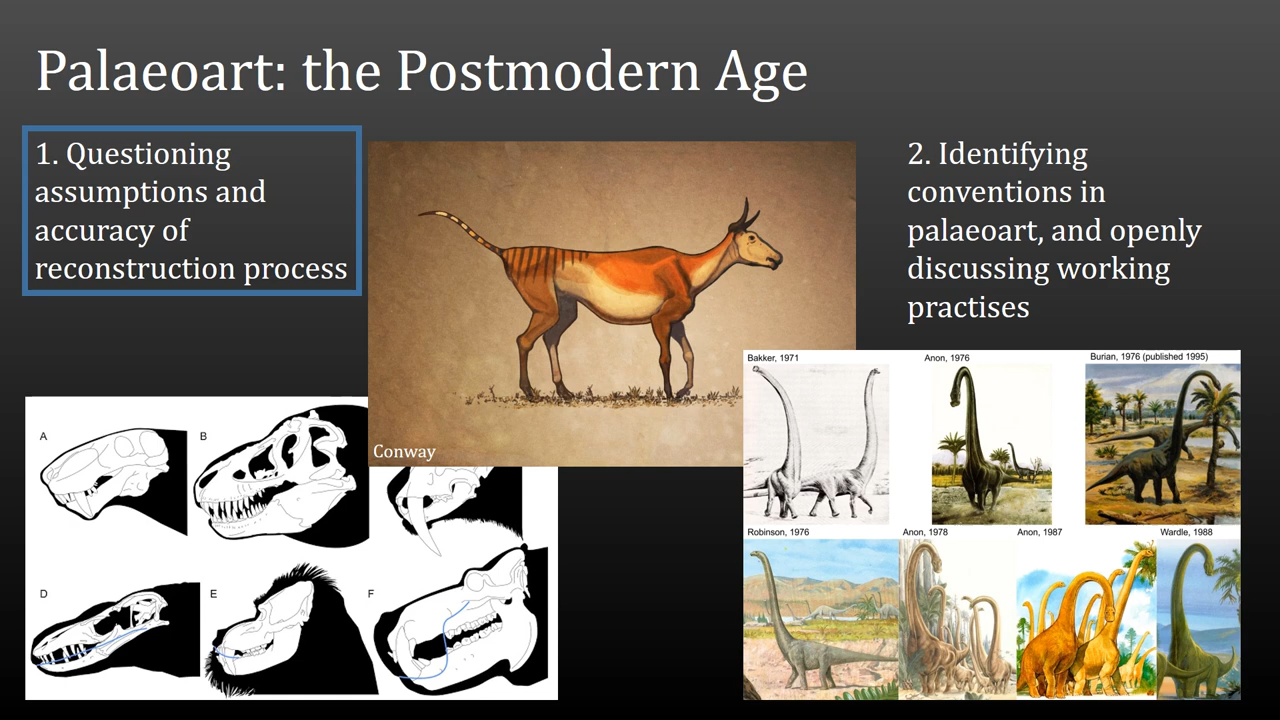 Palaeoart: the Postmodern Age
1. Questioning
assumptions and
accuracy of
reconstruction process
2. Identifying
conventions in
palaeoart, and openly
discussing working
practises
Conway
A
B
D
E
F
Bakker, 1971
Anon, 1976
Burian, 1976 (published 1995)
Robinson, 1976
Anon, 1978
Anon, 1987
Wardle, 1988